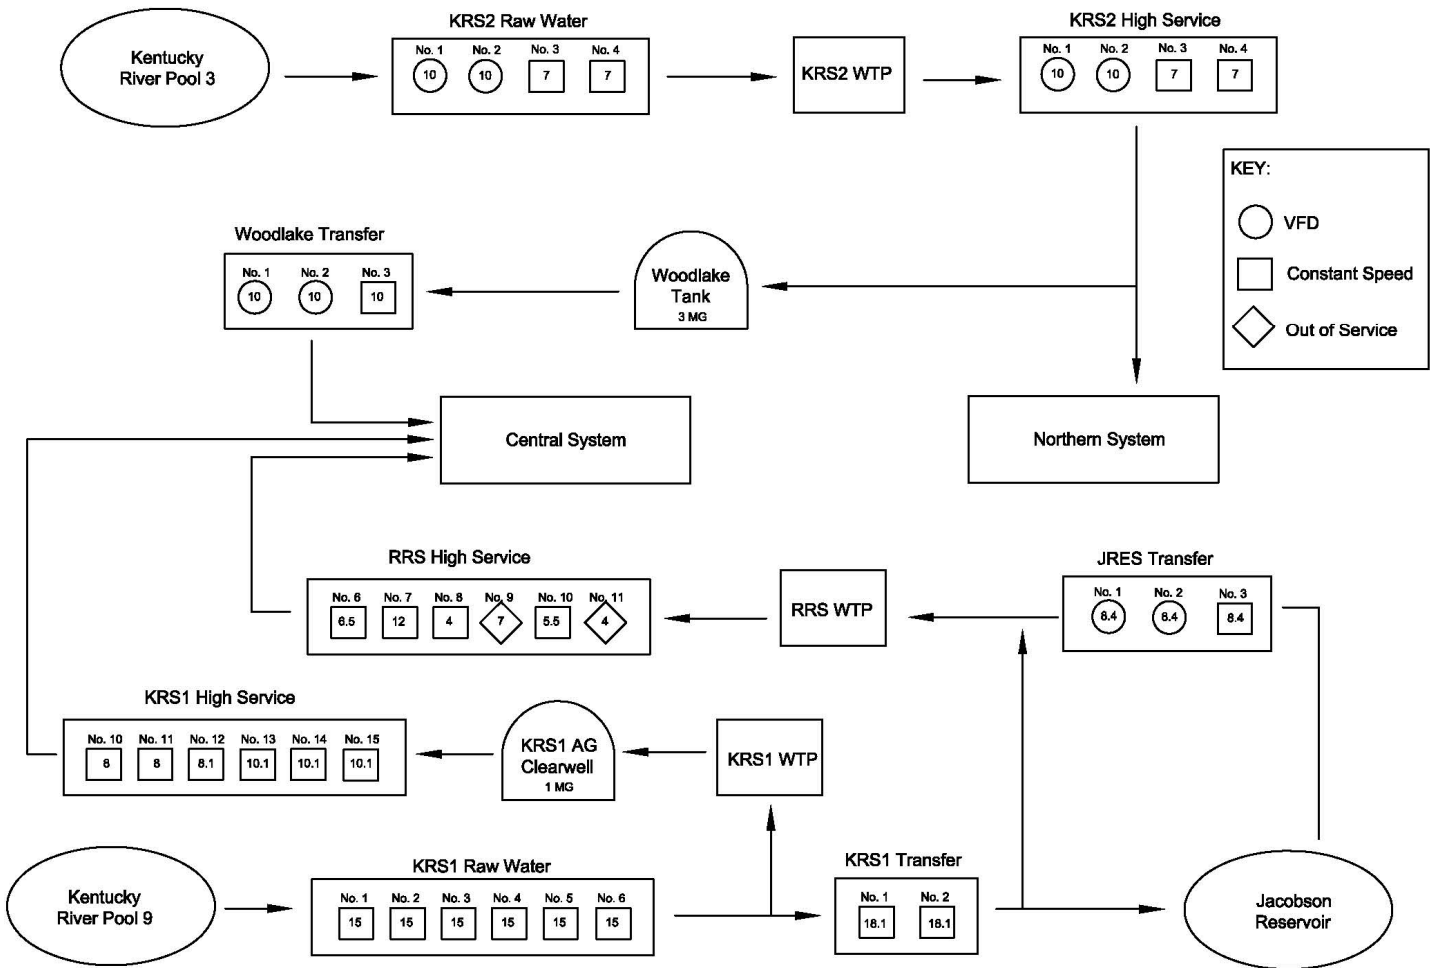 KRS2 Raw Water
KRS2 High Service
Kentucky
River Pool 3
No. 1 No. 2 No. 3 No. 4
10 10 7 7
KRS2 WTP
No. 1 No. 2 No. 3 No. 4
10 10 7 7
KEY:
VFD
Constant Speed
Out of Service
Woodlake Transfer
No. 1 No. 2 No. 3
10 10 10
Woodlake
Tank
3 MG
Central System
Northern System
RRS High Service
No. 6 No. 7 No. 8 No. 9 No. 10 No. 11
6.5 12 4 7 5.5 4
RRS WTP
JRES Transfer
No. 1 No. 2 No. 3
8.4 8.4 8.4
KRS1 High Service
No. 10 No. 11 No. 12 No. 13 No. 14 No. 15
8 8 8.1 10.1 10.1 10.1
KRS1 AG
Clearwell
1 MG
KRS1 WTP
Kentucky
River Pool 9
KRS1 Raw Water
No. 1 No. 2 No. 3 No. 4 No. 5 No. 6
15 15 15 15 15 15
KRS1 Transfer
No. 1 No. 2
18.1 18.1
Jacobson
Reservoir